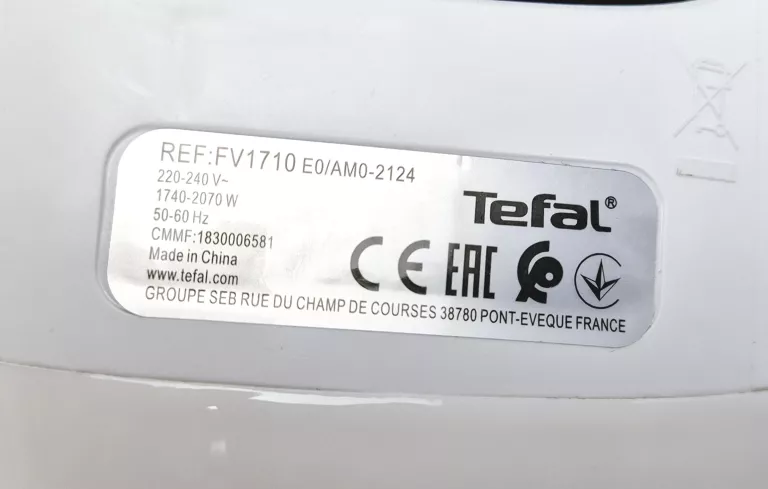 REF:FV1710 E0/AM0-2124
220-240 V~
1740-2070 W
50-60 Hz
CMMF:1830006581
Made in China
www.tefal.com
Tefal®
CE EAC
GROUPE SEB RUE DU CHAMP DE COURSES 38780 PONT-EVEQUE FRANCE